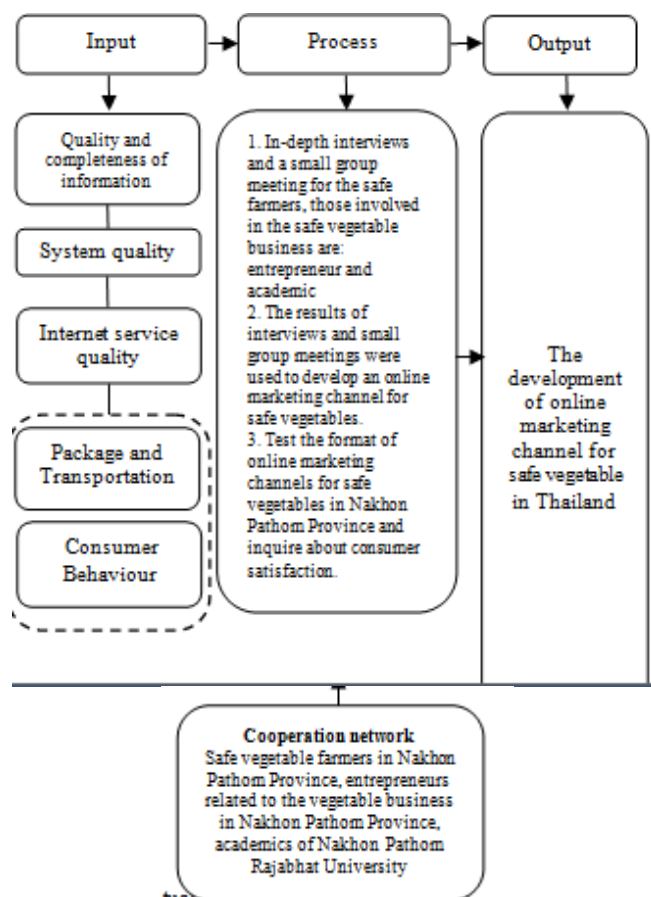 Input
Process
Output
Quality and
completeness of
information
System quality
Internet service
quality
Package and
Transportation
Consumer
Behaviour
1. In-depth interviews
and a small group
meeting for the safe
farmers, those involved
in the safe vegetable
business are:
entrepreneur and
academic
2. The results of
interviews and small
group meetings were
used to develop an online
marketing channel for
safe vegetables.
3. Test the format of
online marketing
channels for safe
vegetables in Nakhon
Pathom Province and
inquire about consumer
satisfaction.
The
development
of online
marketing
channel for
safe vegetable
in Thailand
Cooperation network
Safe vegetable farmers in Nakhon
Pathom Province, entrepreneurs
related to the vegetable business
in Nakhon Pathom Province,
academics of Nakhon Pathom
Rajabhat University